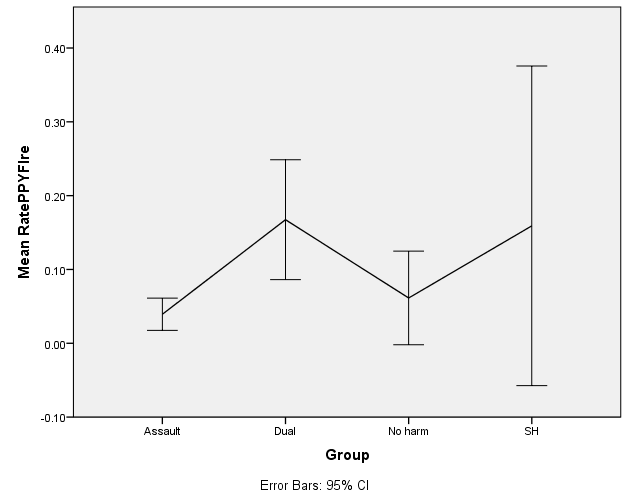 Mean RatePPYFIre
0.40
0.30
0.20
0.10
0.00
-0.10
Assault Dual No harm SH
Group
Error Bars: 95% CI